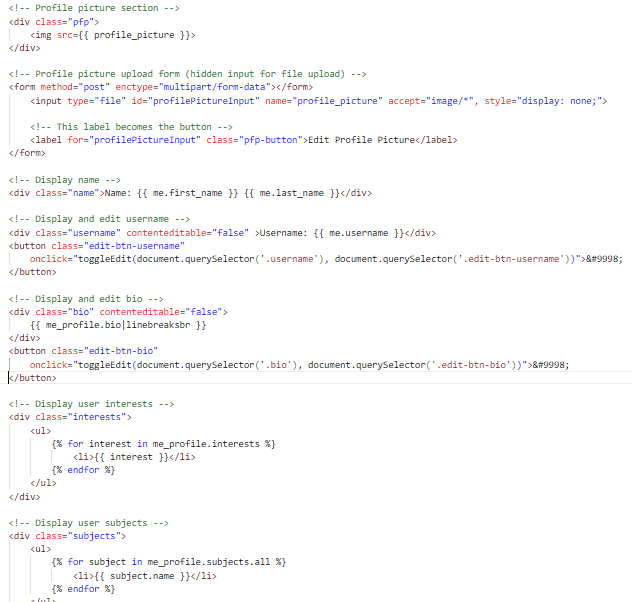 <!-- Profile picture section -->
<div class="pfp">
<img src={{ profile_picture }}>
</div>
<!-- Profile picture upload form (hidden input for file upload) -->
<form method="post" enctype="multipart/form-data"></form>
<input type="file" id="profilePictureInput" name="profile_picture" accept="image/*", style="display: none;">
<!-- This label becomes the button -->
<label for="profilePictureInput" class="pfp-button">Edit Profile Picture</label>
</form>
<!-- Display name -->
<div class="name">Name: {{ me.first_name }} {{ me.last_name }}</div>
<!-- Display and edit username -->
<div class="username" contenteditable="false" >Username: {{ me.username }}</div>
<button class="edit-btn-username"
onclick="toggleEdit(document.querySelector('.username'), document.querySelector('.edit-btn-username'))">&#9998;
</button>
<!-- Display and edit bio -->
<div class="bio" contenteditable="false">
{{ me_profile.bio|linebreaksbr }}
</div>
<button class="edit-btn-bio"
onclick="toggleEdit(document.querySelector('.bio'), document.querySelector('.edit-btn-bio'))">&#9998;
</button>
<!-- Display user interests -->
<div class="interests">
<ul>
{% for interest in me_profile.interests %}
<li>{{ interest }}</li>
{% endfor %}
</ul>
</div>
<!-- Display user subjects -->
<div class="subjects">
<ul>
{% for subject in me_profile.subjects.all %}
<li>{{ subject.name }}</li>
{% endfor %}
</ul>